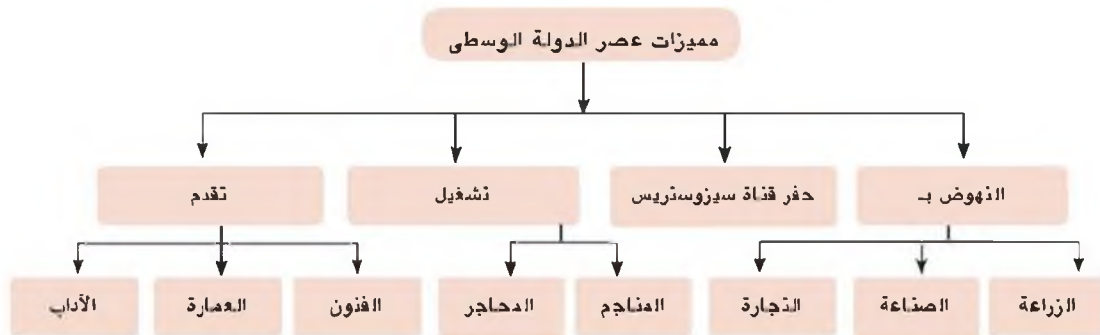 مميزات عصر الدولة الوسطى
النهوض بـ
حفر قناة سيزوستريس
تشغيل
تقدم
الزراعة
الصناعة
التجارة
المناجم
المحاجر
الفنون
العمارة
الآداب